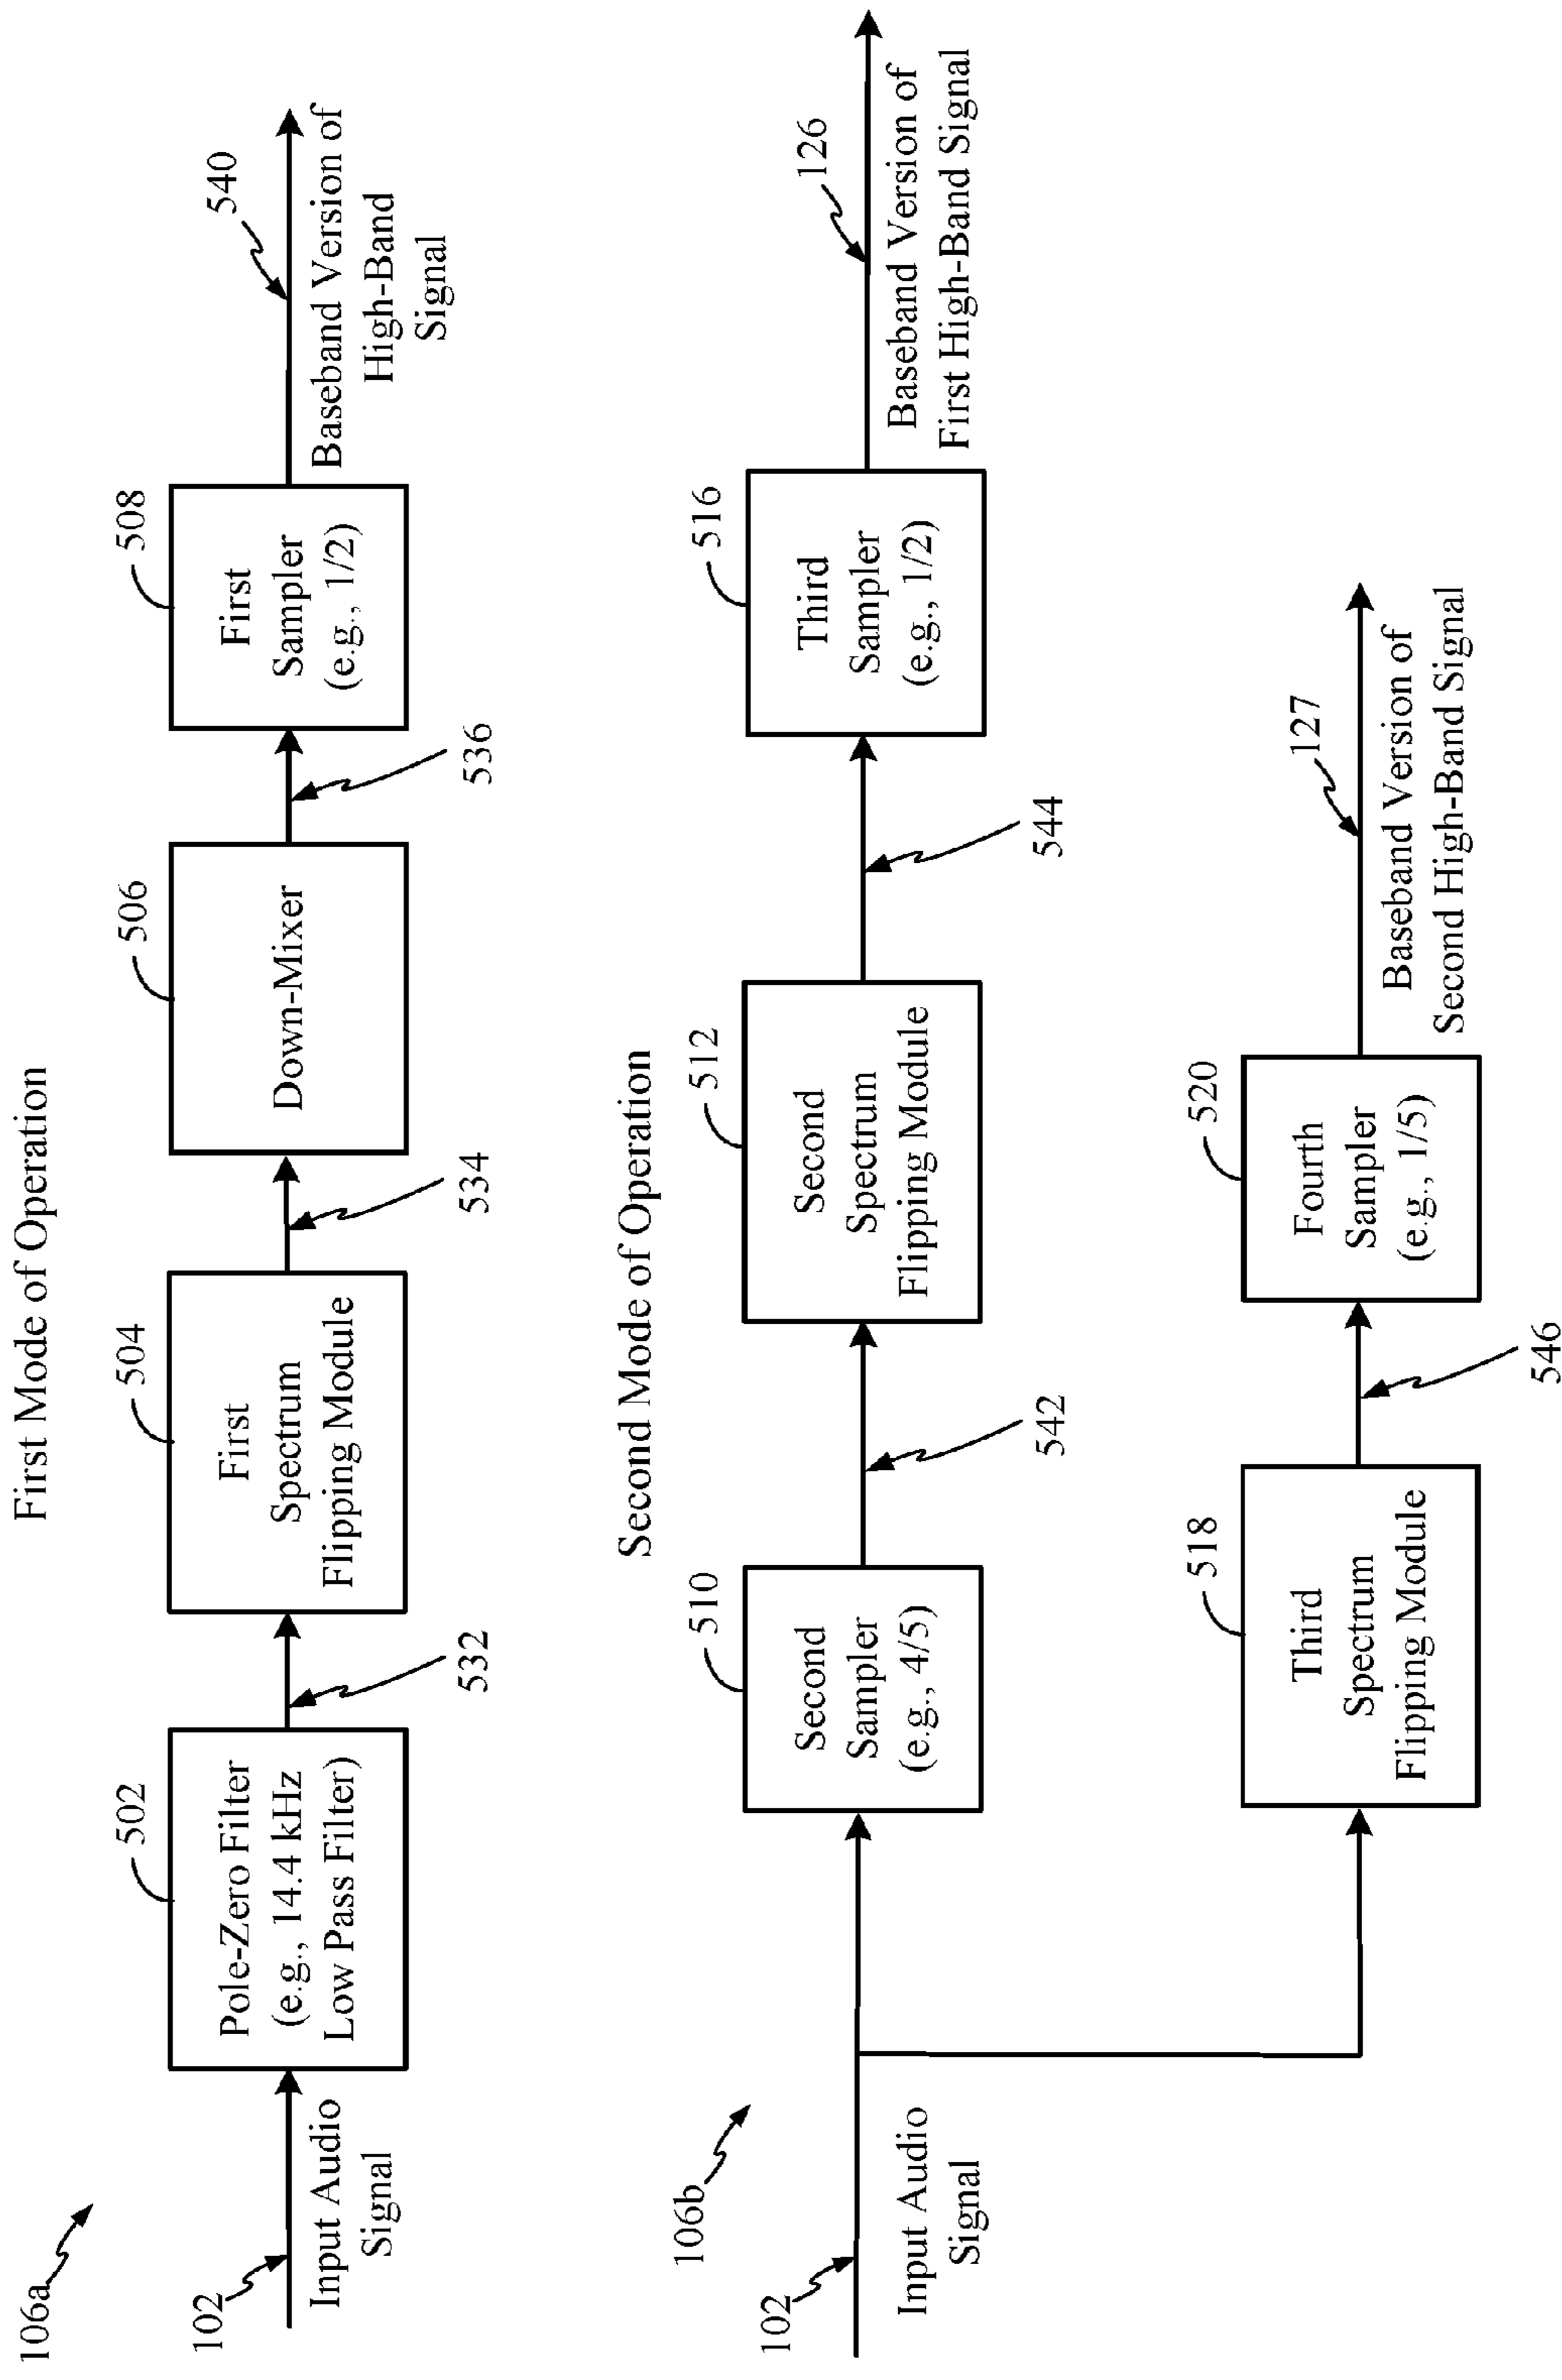 First Mode of Operation
106a
102
Input Audio
Signal
502
Pole-Zero Filter
(e.g., 14.4 kHz
Low Pass Filter)
532
504
First
Spectrum
Flipping Module
534
506
Down-Mixer
536
508
First
Sampler
(e.g., 1/2)
540
Baseband Version of
High-Band
Signal
Second Mode of Operation
106b
102
Input Audio
Signal
510
Second
Sampler
(e.g., 4/5)
542
512
Second
Spectrum
Flipping Module
544
516
Third
Sampler
(e.g., 1/2)
126
Baseband Version of
First High-Band Signal
518
Third
Spectrum
Flipping Module
546
520
Fourth
Sampler
(e.g., 1/5)
127
Baseband Version of
Second High-Band Signal